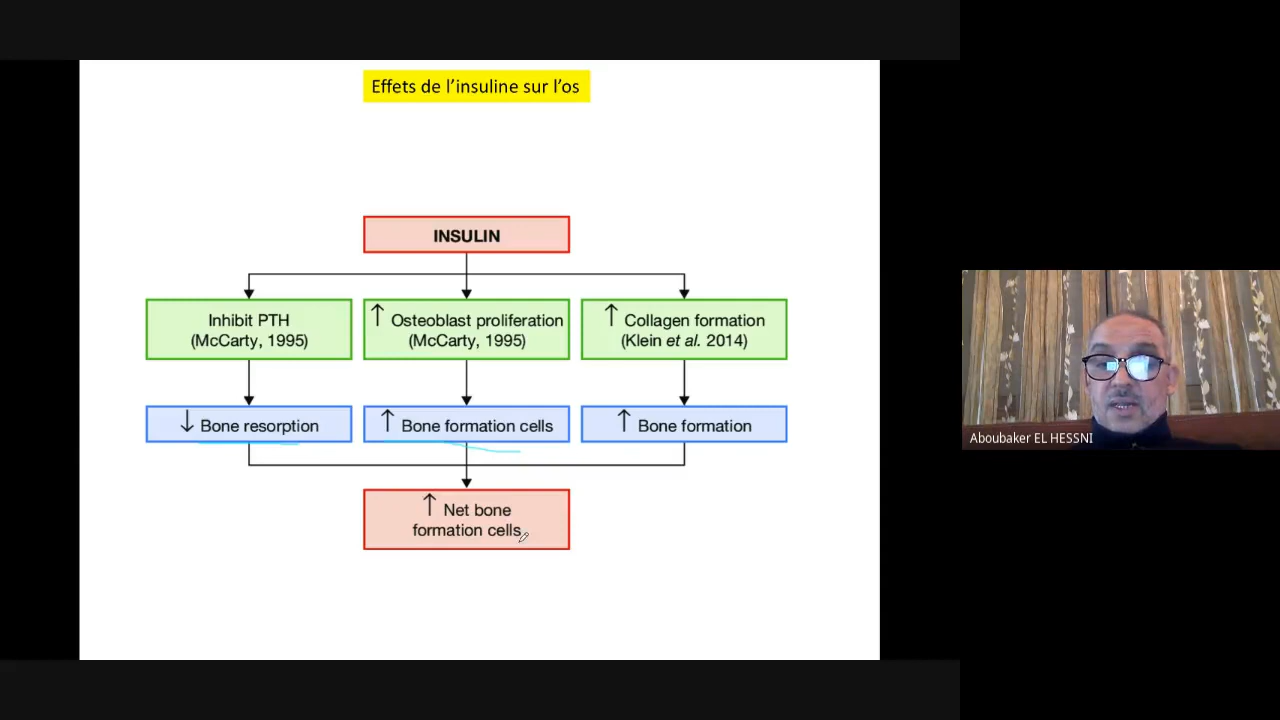 Effets de l'insuline sur l'os
INSULIN
Inhibit PTH
(McCarty, 1995)
↑ Osteoblast proliferation
(McCarty, 1995)
↑ Collagen formation
(Klein et al. 2014)
↓ Bone resorption
↑ Bone formation cells
↑ Bone formation
↑ Net bone
formation cells
Aboubaker EL HESSNI